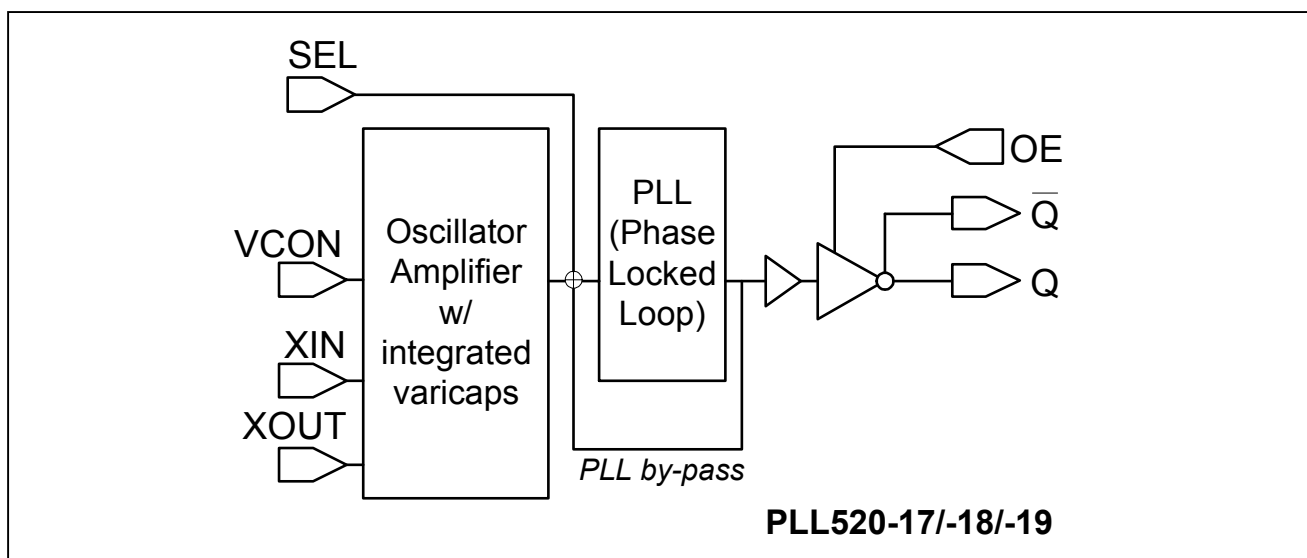 SEL
OE
PLL
(Phase
Locked
Loop)
Q̅
Q
VCON
XIN
XOUT
Oscillator
Amplifier
w/
integrated
varicaps
PLL by-pass
PLL520-17/-18/-19